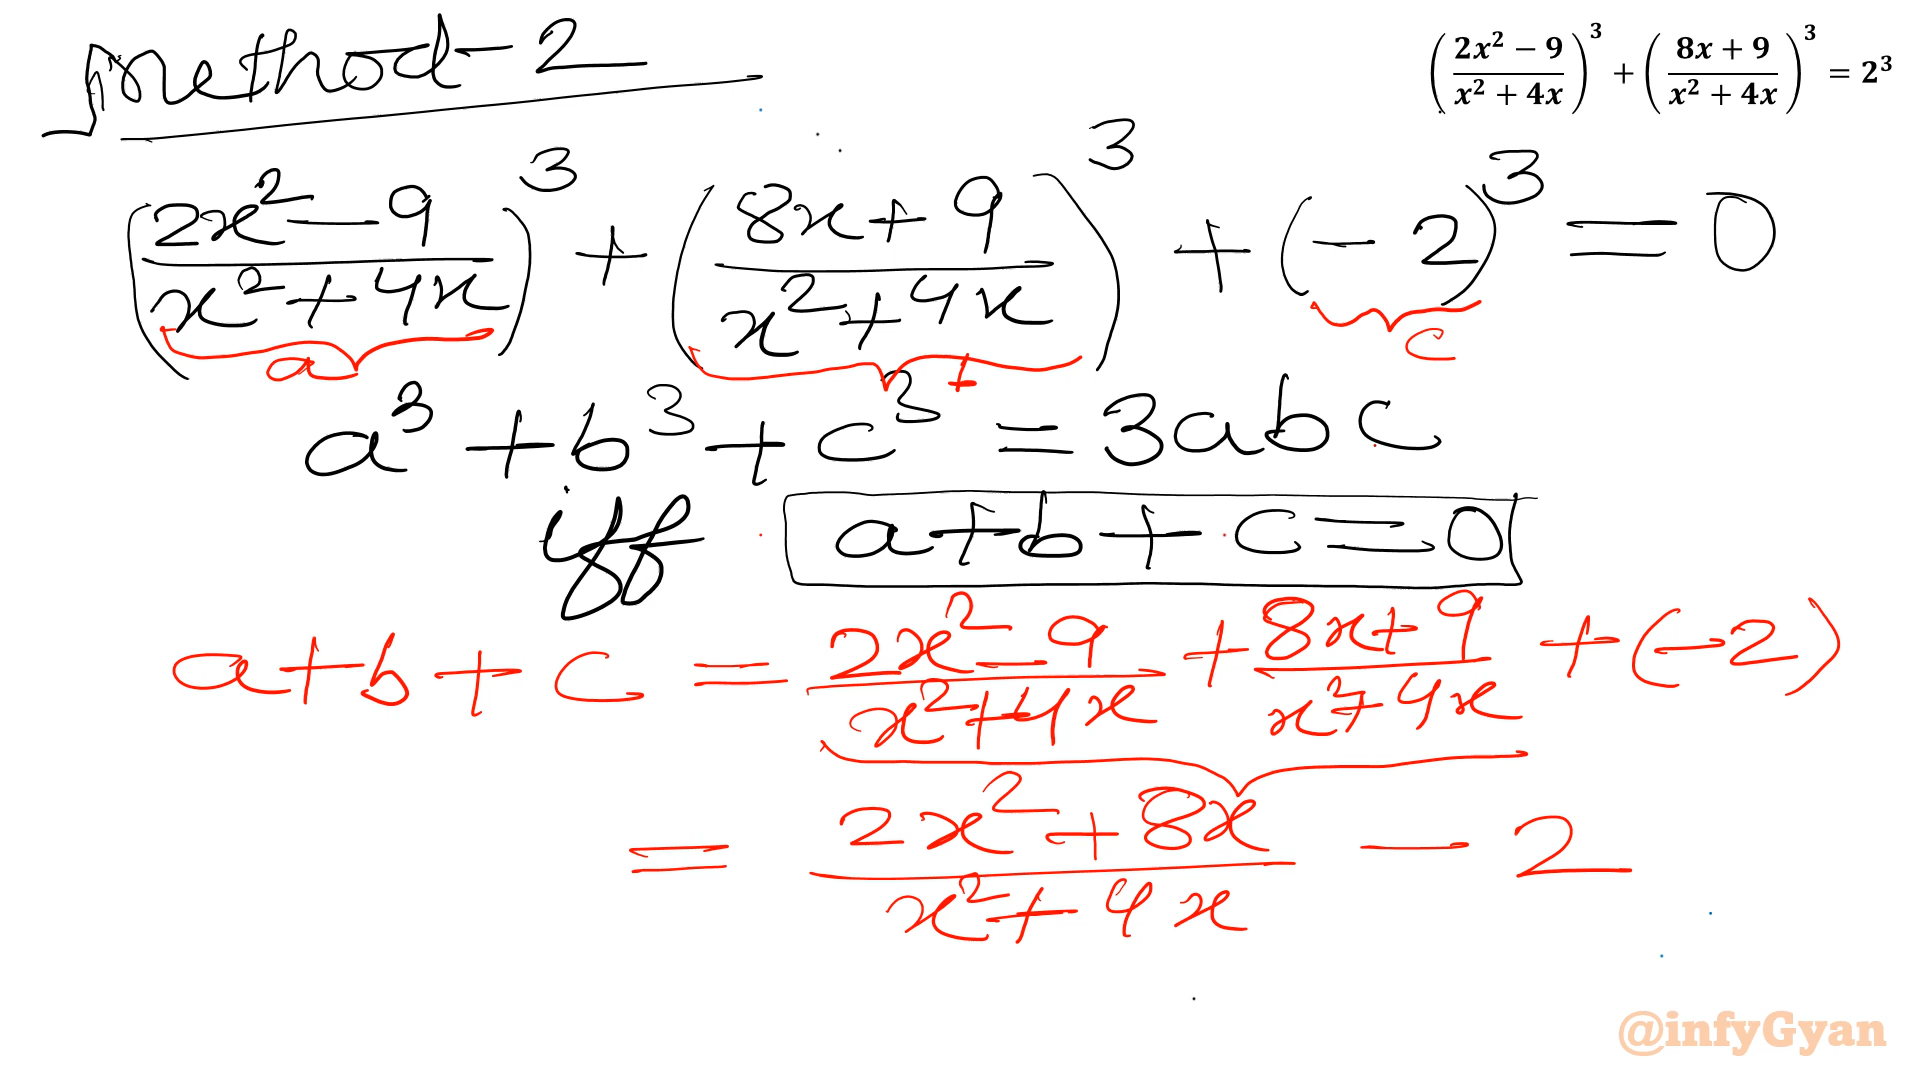 Method-2
(2x² − 9 / x² + 4x)³ + (8x + 9 / x² + 4x)³ = 2³
(2x² − 9 / x² + 4x)³ + (8x + 9 / x² + 4x)³ + (−2)³ = 0
a c
a³ + b³ + c³ = 3abc
iff a + b + c = 0
a + b + c = 2x² − 9 / x² + 4x + 8x + 9 / x² + 4x + (−2)
= 2x² + 8x / x² + 4x − 2
@infyGyan